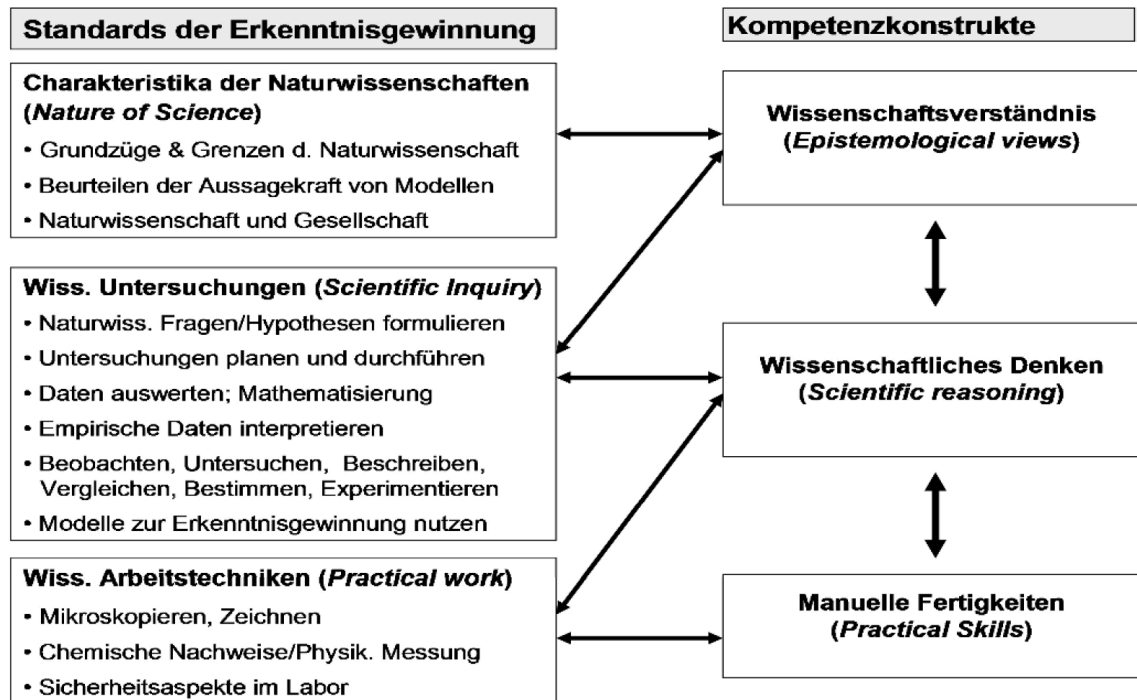 Standards der Erkenntnisgewinnung
Charakteristika der Naturwissenschaften
(Nature of Science)
• Grundzüge & Grenzen d. Naturwissenschaft
• Beurteilen der Aussagekraft von Modellen
• Naturwissenschaft und Gesellschaft
Wiss. Untersuchungen (Scientific Inquiry)
• Naturwiss. Fragen/Hypothesen formulieren
• Untersuchungen planen und durchführen
• Daten auswerten; Mathematisierung
• Empirische Daten interpretieren
• Beobachten, Untersuchen, Beschreiben,
Vergleichen, Bestimmen, Experimentieren
• Modelle zur Erkenntnisgewinnung nutzen
Wiss. Arbeitstechniken (Practical work)
• Mikroskopieren, Zeichnen
• Chemische Nachweise/Physik. Messung
• Sicherheitsaspekte im Labor
Kompetenzkonstrukte
Wissenschaftsverständnis
(Epistemological views)
Wissenschaftliches Denken
(Scientific reasoning)
Manuelle Fertigkeiten
(Practical Skills)